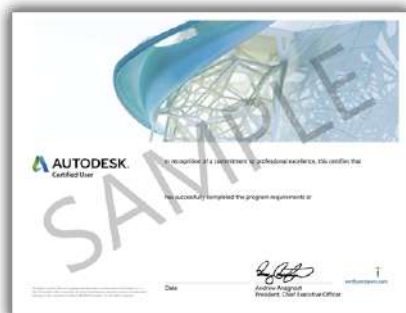 SAMPLE
AUTODESK.
Certified User
In recognition of a commitment to professional excellence, this certifies that
has successfully completed the program requirements or
Date
Andrew Anagnost
President, Chief Executive Officer